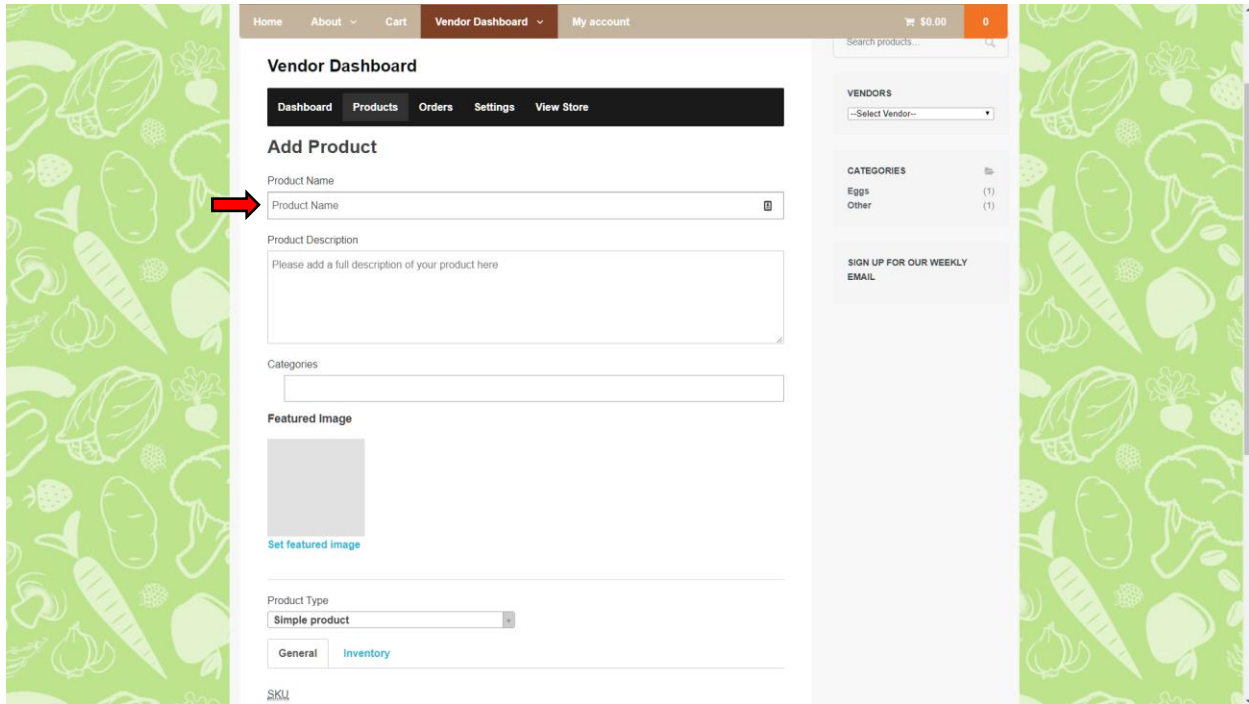 Home About Cart Vendor Dashboard My account $0.00 0
Search products...
Vendor Dashboard
Dashboard Products Orders Settings View Store
Add Product
Product Name
Product Name
Product Description
Please add a full description of your product here
Categories
Featured Image
Set featured image
Product Type
Simple product
General Inventory
SKU
VENDORS
--Select Vendor--
CATEGORIES
Eggs (1)
Other (1)
SIGN UP FOR OUR WEEKLY
EMAIL